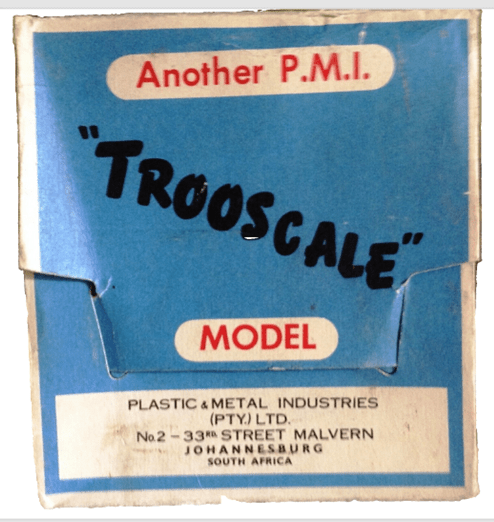 Another P.M.I.
"TROOSCALE"
MODEL
PLASTIC & METAL INDUSTRIES
(PTY.) LTD.
No.2 – 33RD. STREET MALVERN
JOHANNESBURG
SOUTH AFRICA